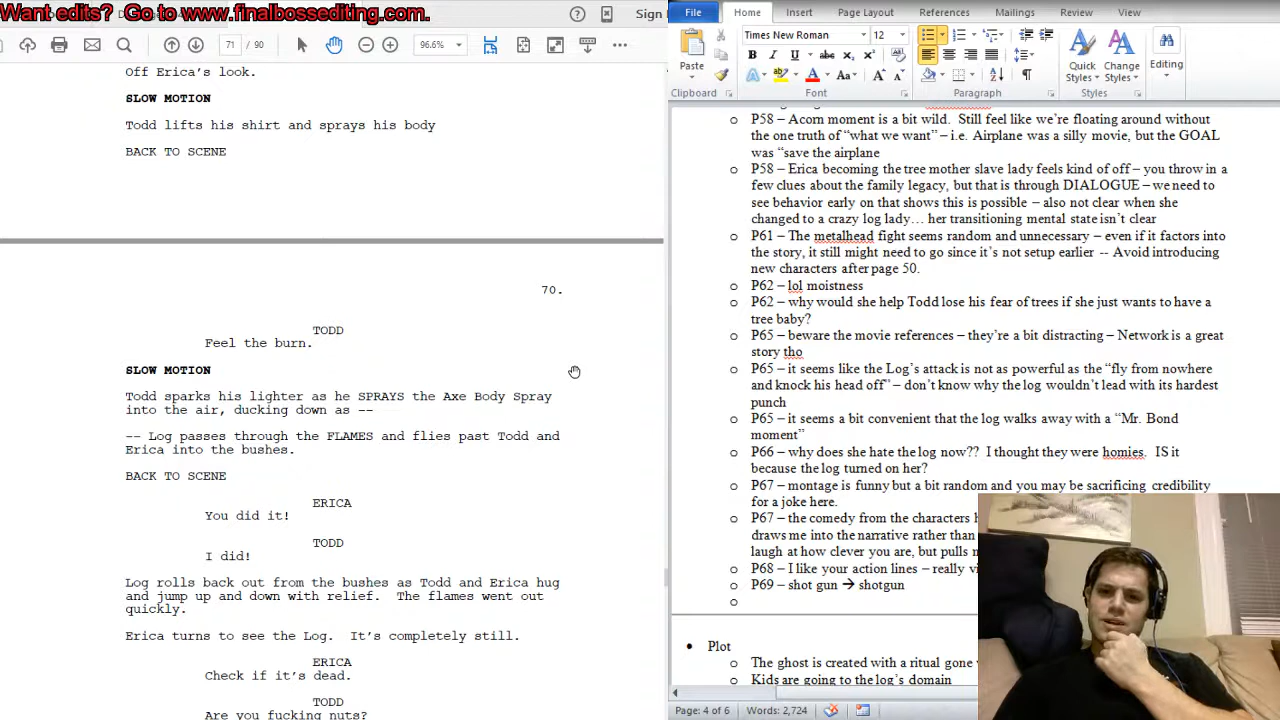 Want edits?  Go to www.finalbossediting.com.
Sign
7
96.6%
Off Erica's look.
SLOW MOTION
Todd lifts his shirt and sprays his body
BACK TO SCENE
70.
TODD
Feel the burn.
SLOW MOTION
Todd sparks his lighter as he SPRAYS the Axe Body Spray
into the air, ducking down as --
-- Log passes through the FLAMES and flies past Todd and
Erica into the bushes.
BACK TO SCENE
ERICA
You did it!
TODD
I did!
Log rolls back out from the bushes as Todd and Erica hug
and jump up and down with relief.  The flames went out
quickly.
Erica turns to see the Log.  It's completely still.
ERICA
Check if it's dead.
TODD
Are you fucking nuts?
File Home Insert Page Layout References Mailings Review View
Times New Roman 12
Paste
Quick Styles
Change Styles
Editing
Clipboard Font Paragraph Styles
o P58 – Acorn moment is a bit wild.  Still feel like we're floating around without
the one truth of “what we want” – i.e. Airplane was a silly movie, but the GOAL
was “save the airplane
o P58 – Erica becoming the tree mother slave lady feels kind of off – you throw in a
few clues about the family legacy, but that is through DIALOGUE – we need to
see behavior early on that shows this is possible – also not clear when she
changed to a crazy log lady… her transitioning mental state isn't clear
o P61 – The metalhead fight seems random and unnecessary – even if it factors into
the story, it still might need to go since it's not setup earlier -- Avoid introducing
new characters after page 50.
o P62 – lol moistness
o P62 – why would she help Todd lose his fear of trees if she just wants to have a
tree baby?
o P65 – beware the movie references – they're a bit distracting – Network is a great
story tho
o P65 – it seems like the Log's attack is not as powerful as the “fly from nowhere
and knock his head off” – don't know why the log wouldn't lead with its hardest
punch
o P65 – it seems a bit convenient that the log walks away with a “Mr. Bond
moment”
o P66 – why does she hate the log now??  I thought they were homies.  IS it
because the log turned on her?
o P67 – montage is funny but a bit random and you may be sacrificing credibility
for a joke here.
o P67 – the comedy from the characters
draws me into the narrative rather than
laugh at how clever you are, but pulls
o P68 – I like your action lines – really
o P69 – shot gun → shotgun
o
• Plot
o The ghost is created with a ritual gone
o Kids are going to the log's domain
Page: 4 of 6 Words: 2,724